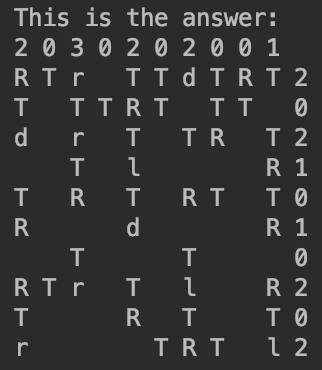 This is the answer:
2 0 3 0 2 0 2 0 0 1
R T r   T T d T R T 2
T   T T R T   T T   0
d   r   T   T R   T 2
    T   l         R 1
T   R   T   R T   T 0
R       d         R 1
    T       T       0
R T r   T   l     R 2
T       R   T     T 0
r         T R T   l 2